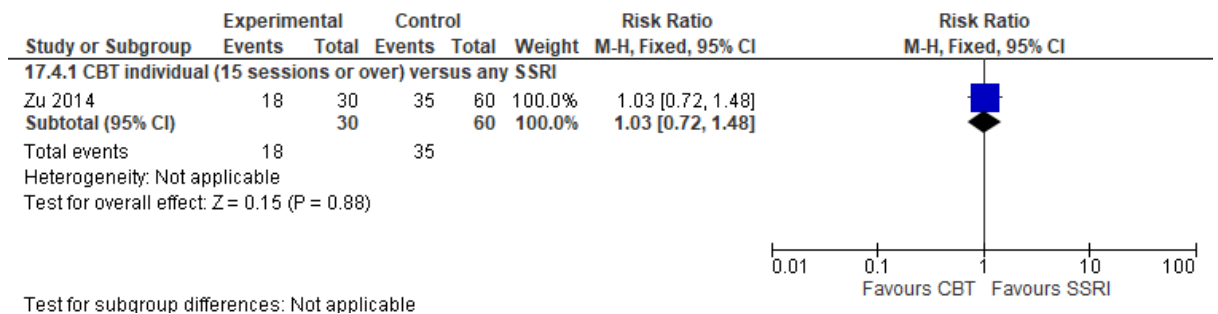 Experimental Control Risk Ratio Risk Ratio
Study or Subgroup Events Total Events Total Weight M-H, Fixed, 95% CI M-H, Fixed, 95% CI
17.4.1 CBT individual (15 sessions or over) versus any SSRI
Zu 2014 18 30 35 60 100.0% 1.03 [0.72, 1.48]
Subtotal (95% CI) 30 60 100.0% 1.03 [0.72, 1.48]
Total events 18 35
Heterogeneity: Not applicable
Test for overall effect: Z = 0.15 (P = 0.88)
0.01 0.1 1 10 100
Favours CBT Favours SSRI
Test for subgroup differences: Not applicable